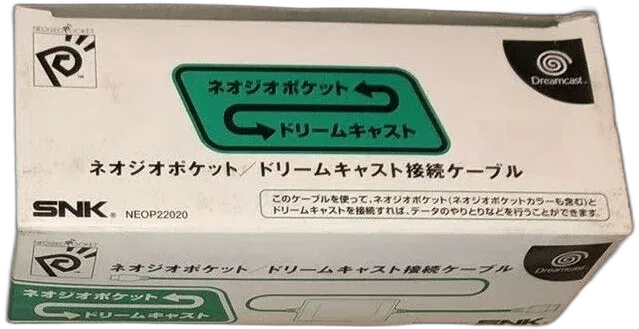 NEOGEO POCKET
TM
Dreamcast
ネオジオポケット
ドリームキャスト
ネオジオポケット/ドリームキャスト接続ケーブル
SNK® NEOP22020
このケーブルを使って、ネオジオポケット(ネオジオポケットカラーも含む)と
ドリームキャストを接続すれば、データのやりとりなどを行うことができます。
NEOGEO POCKET
ネオジオポケット/ドリームキャスト接続ケーブル
Dreamcast
ネオジオポケット
ドリームキャスト
SNK